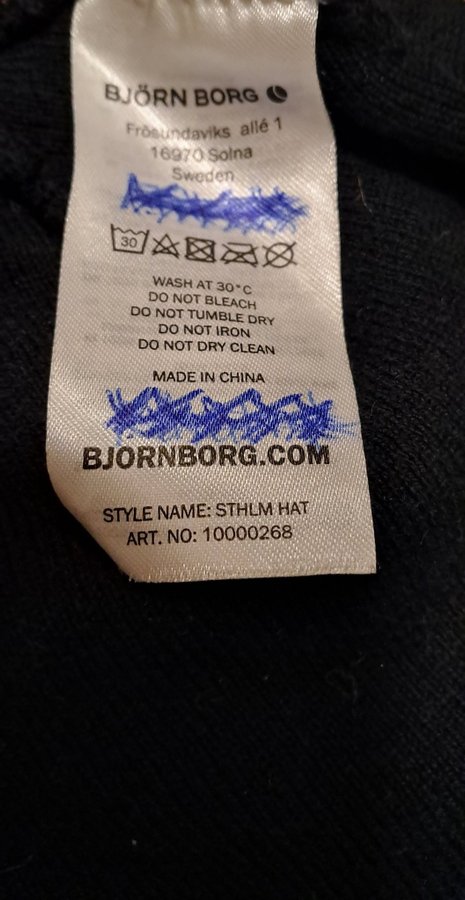 BJÖRN BORG
Frösundaviks allé 1
16970 Solna
Sweden
30
WASH AT 30°C
DO NOT BLEACH
DO NOT TUMBLE DRY
DO NOT IRON
DO NOT DRY CLEAN
MADE IN CHINA
BJORNBORG.COM
STYLE NAME: STHLM HAT
ART. NO: 10000268